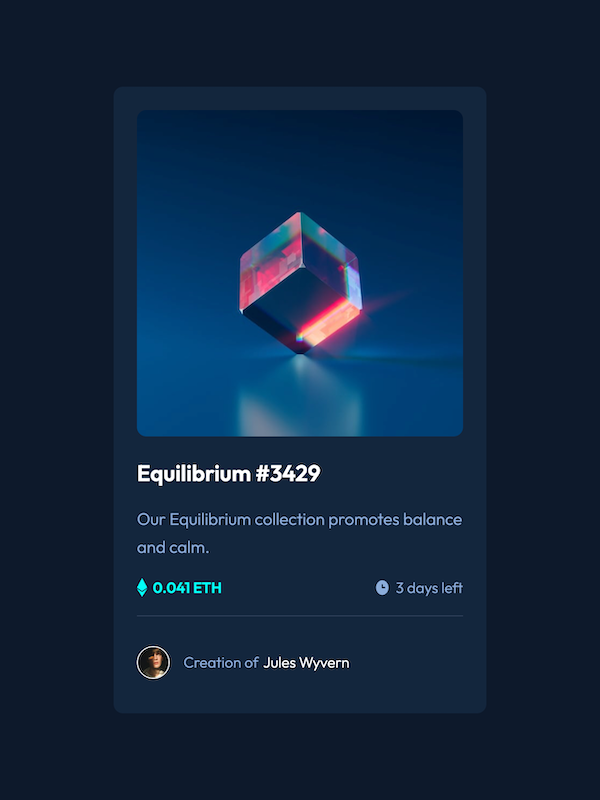 Equilibrium #3429
Our Equilibrium collection promotes balance
and calm.
0.041 ETH
3 days left
Creation of Jules Wyvern